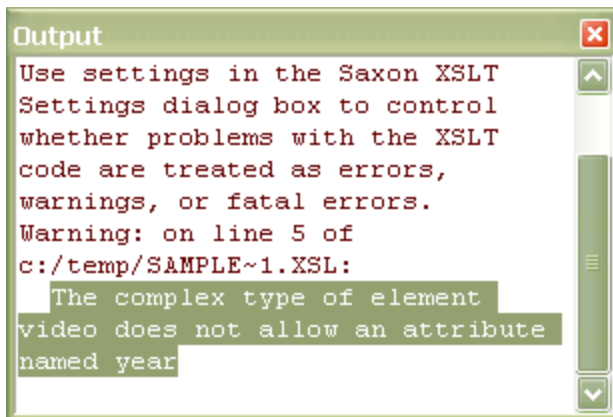 Output
Use settings in the Saxon XSLT
Settings dialog box to control
whether problems with the XSLT
code are treated as errors,
warnings, or fatal errors.
Warning: on line 5 of
c:/temp/SAMPLE~1.XSL:
The complex type of element
video does not allow an attribute
named year